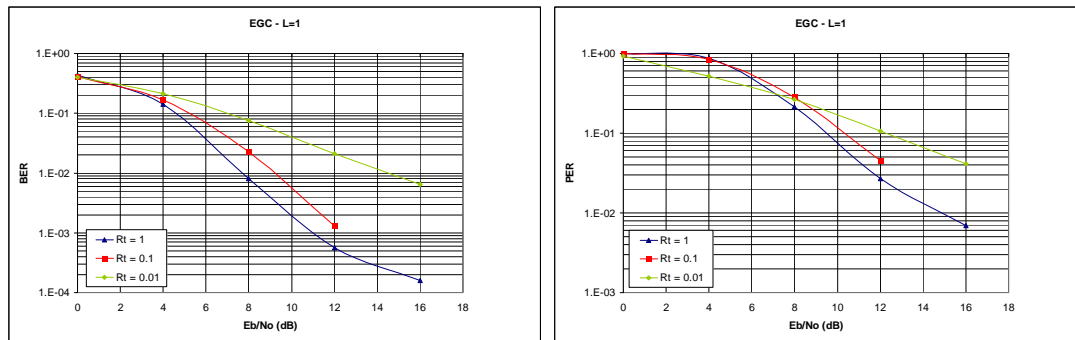 EGC - L=1
1.E+00
1.E-01
1.E-02
1.E-03
1.E-04
BER
0 2 4 6 8 10 12 14 16 18
Eb/No (dB)
Rt = 1
Rt = 0.1
Rt = 0.01
EGC - L=1
1.E+00
1.E-01
1.E-02
1.E-03
PER
0 2 4 6 8 10 12 14 16 18
Eb/No (dB)
Rt = 1
Rt = 0.1
Rt = 0.01